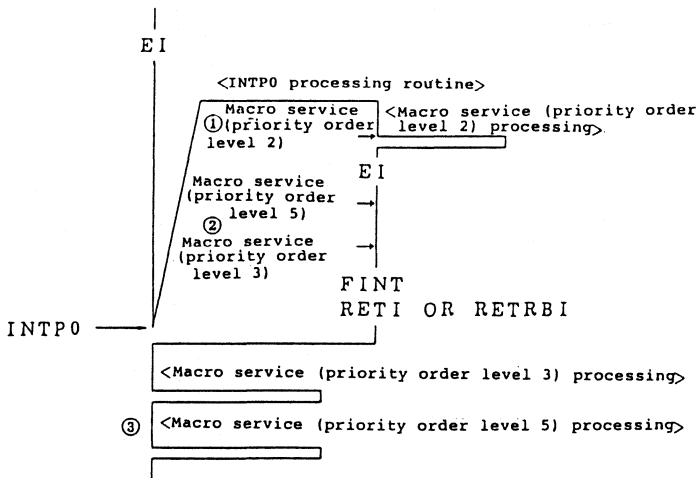 EI
<INTP0 processing routine>
Macro service
①(priority order
level 2)
<Macro service (priority order
level 2) processing>
EI
Macro service
(priority order
level 5)
②
Macro service
(priority order
level 3)
FINT
RETI OR RETRBI
INTP0
<Macro service (priority order level 3) processing>
③ <Macro service (priority order level 5) processing>